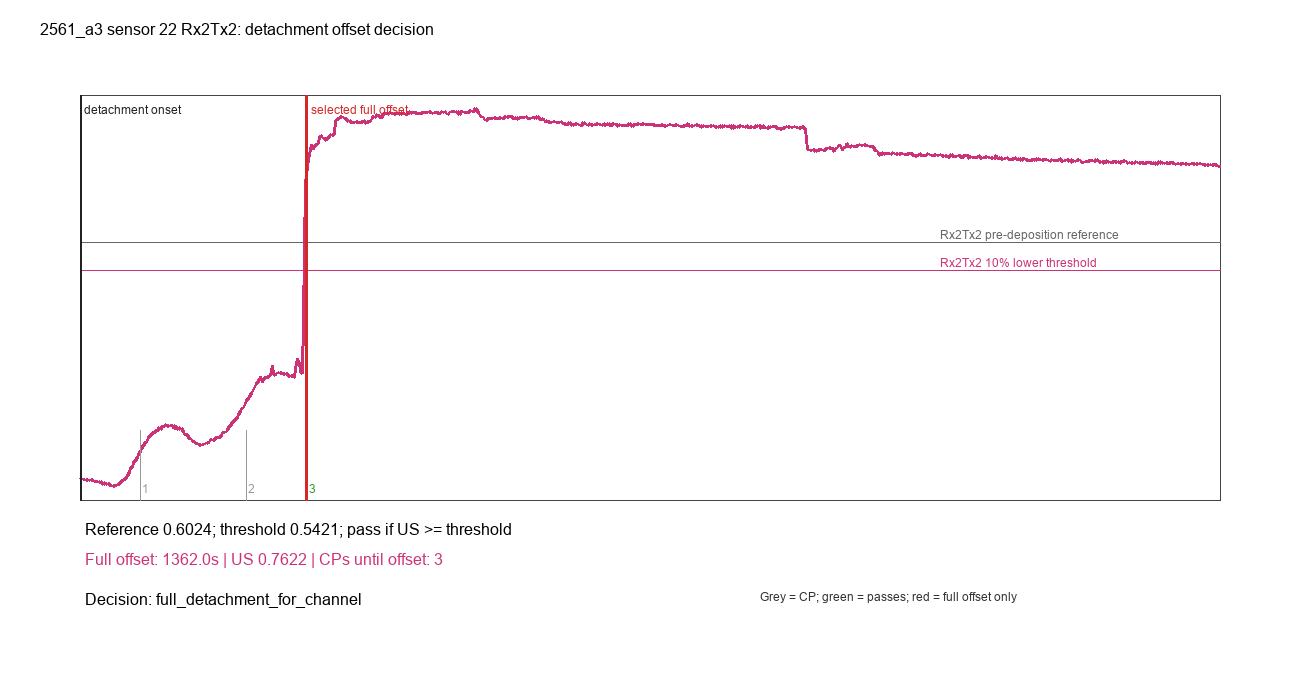 2561_a3 sensor 22 Rx2Tx2: detachment offset decision
detachment onset
selected full offset
Rx2Tx2 pre-deposition reference
Rx2Tx2 10% lower threshold
1
2
3
Reference 0.6024; threshold 0.5421; pass if US >= threshold
Full offset: 1362.0s | US 0.7622 | CPs until offset: 3
Decision: full_detachment_for_channel
Grey = CP; green = passes; red = full offset only